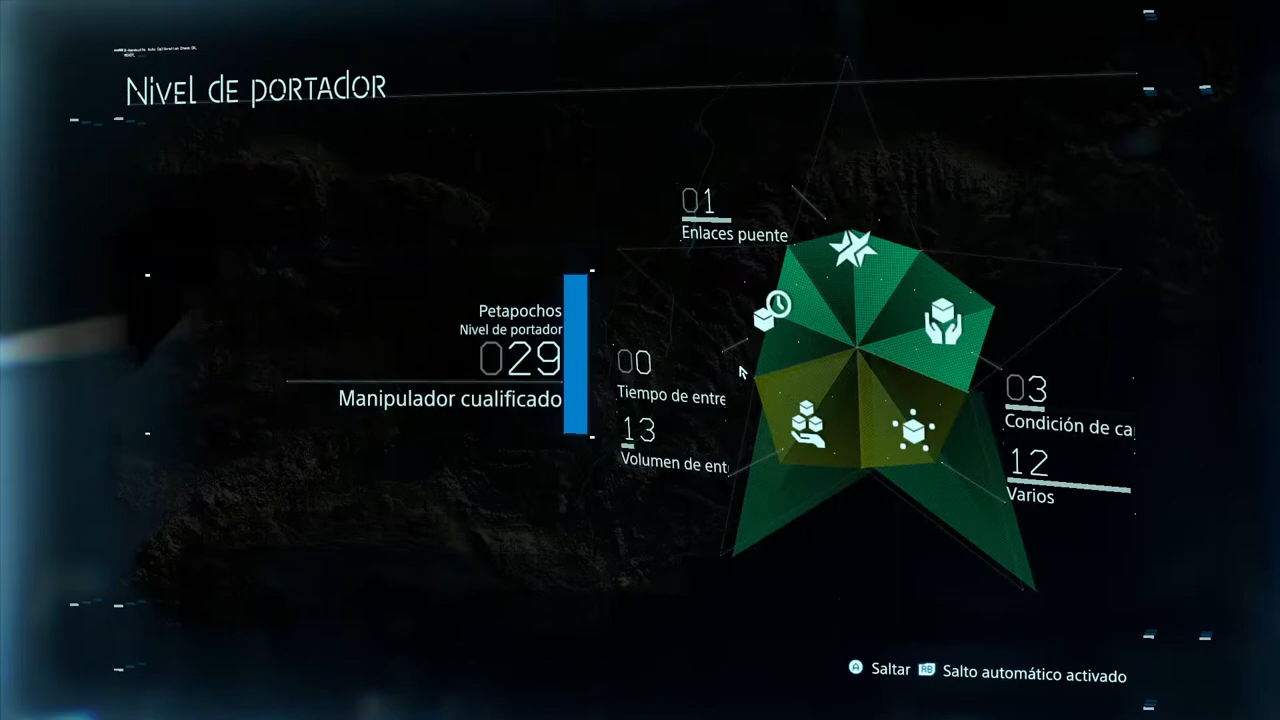 Nivel de portador
01
Enlaces puente
Petapochos
Nivel de portador
029
Manipulador cualificado
00
Tiempo de entre
13
Volumen de ent
03
Condición de ca
12
Varios
A Saltar RB Salto automático activado